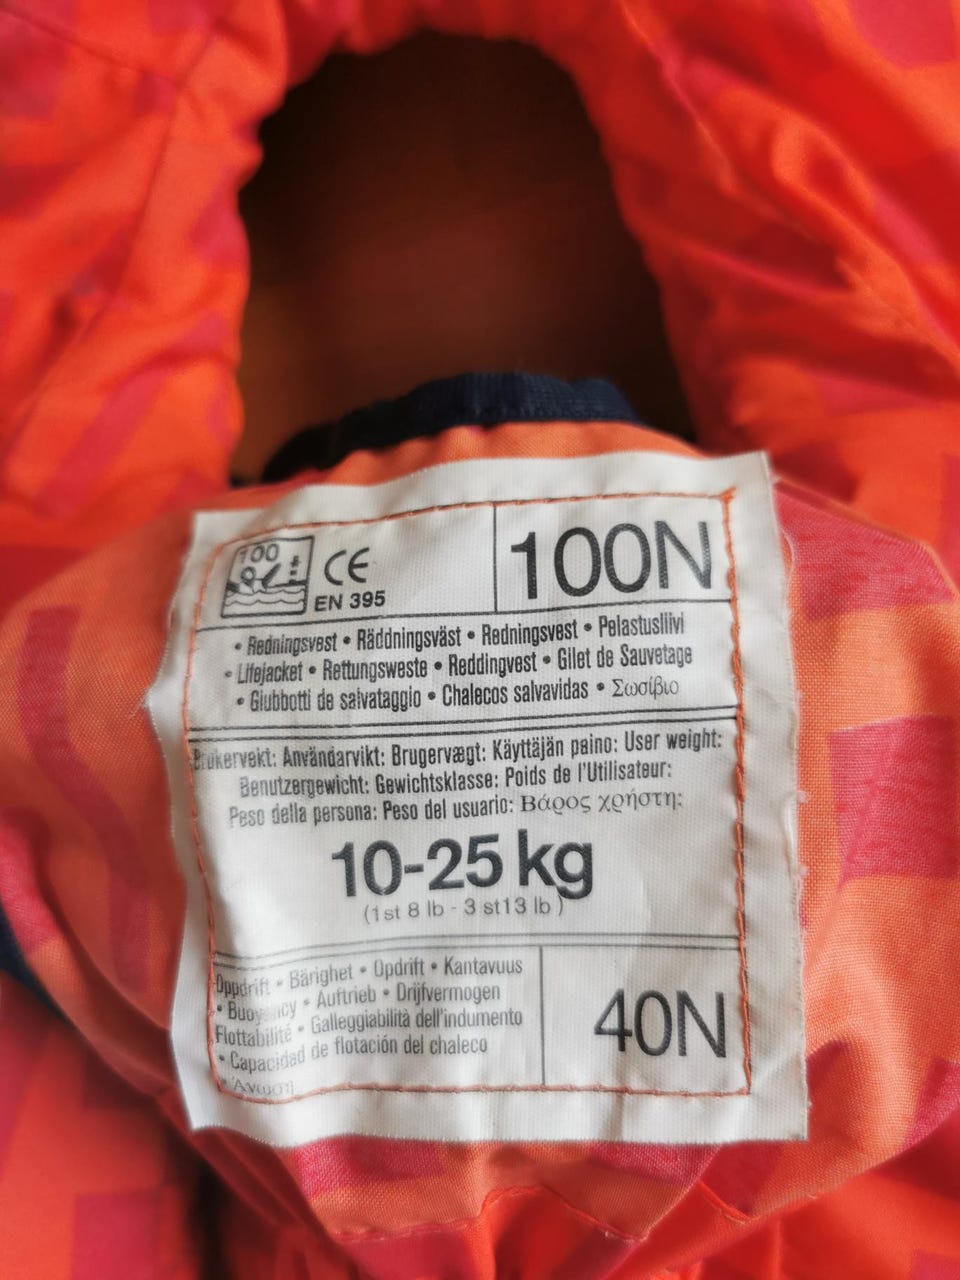 100
CE
EN 395
100N
• Redningsvest • Räddningsväst • Redningsvest • Pelastusliivi
• Lifejacket • Rettungsweste • Reddingvest • Gilet de Sauvetage
• Giubbotti de salvataggio • Chalecos salvavidas • Σωσίβιο
Brukervekt: Användarvikt: Brugervægt: Käyttäjän paino: User weight:
Benutzergewicht: Gewichtsklasse: Poids de l'Utilisateur:
Peso della persona: Peso del usuario: Βάρος χρήστη:
10-25 kg
(1st 8 lb - 3 st13 lb )
Oppdrift • Bärighet • Opdrift • Kantavuus
• Buoyancy • Auftrieb • Drijfvermogen
Flottabilité • Galleggiabilità dell'indumento
• Capacidad de flotación del chaleco
• Άνωση
40N